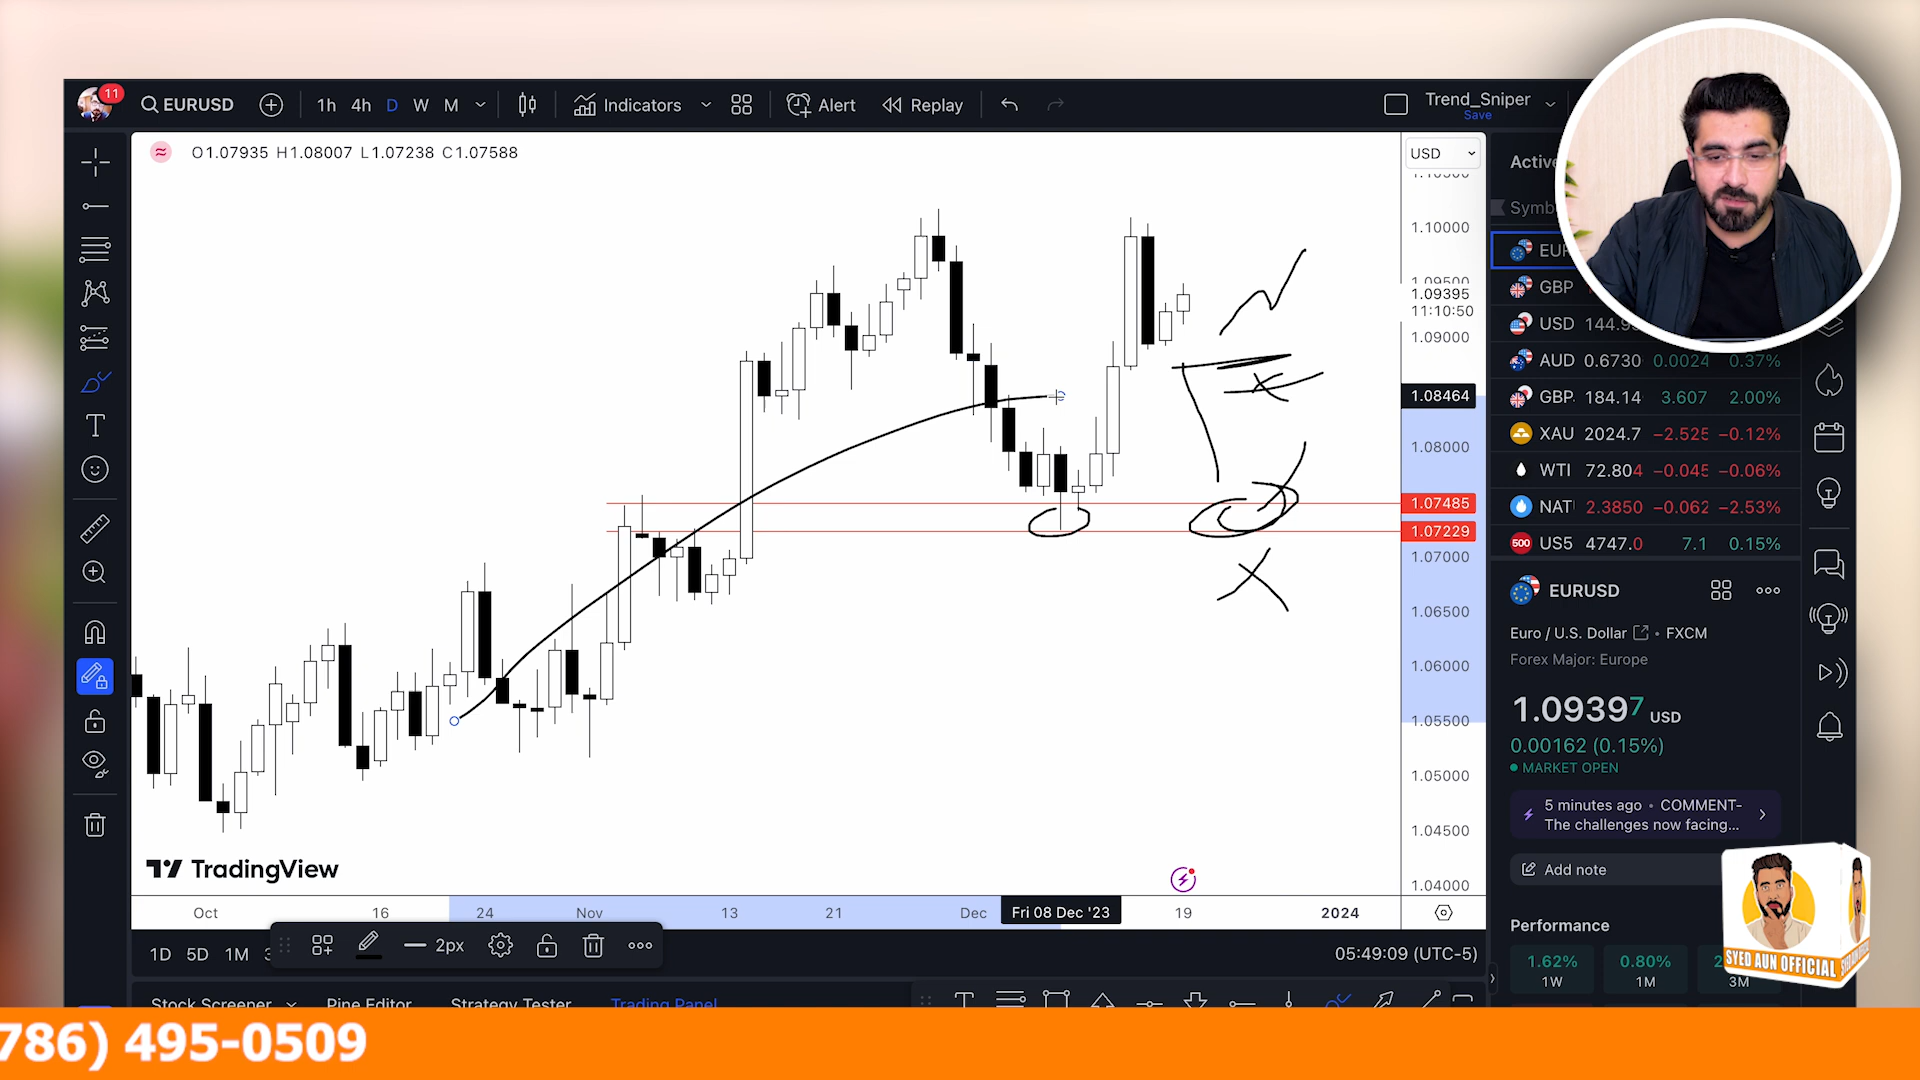 11
EURUSD
1h 4h D W M
Indicators
Alert
Replay
Trend_Sniper
Save
O1.07935 H1.08007 L1.07238 C1.07588
USD
1.10000
1.09395
11:10:50
1.09000
1.08464
1.08000
1.07485
1.07229
1.07000
1.06500
1.06000
1.05500
1.05000
1.04500
1.04000
TradingView
Oct 16 24 Nov 13 21 Dec Fri 08 Dec '23 19 2024
1D 5D 1M
2px
05:49:09 (UTC-5)
Stock Screener Pine Editor Strategy Tester Trading Panel
Symb
GBP
USD
AUD 0.6730 0.0024 0.37%
GBP 184.14 3.607 2.00%
XAU 2024.7 −2.525 −0.12%
WTI 72.804 −0.045 −0.06%
NAT 2.3850 −0.062 −2.53%
500 US5 4747.0 7.1 0.15%
EURUSD
Euro / U.S. Dollar • FXCM
Forex Major: Europe
1.09397 USD
0.00162 (0.15%)
MARKET OPEN
5 minutes ago • COMMENT-
The challenges now facing...
Add note
Performance
1.62% 0.80%
1W 1M 3M
SYED AUN OFFICIAL
786) 495-0509